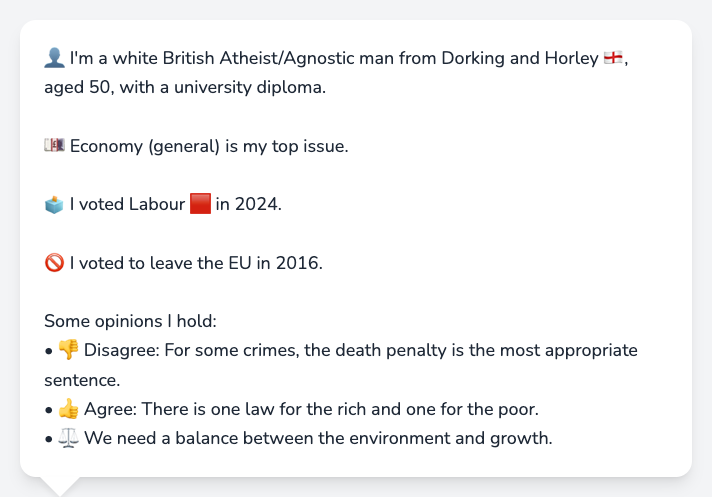 👤 I'm a white British Atheist/Agnostic man from Dorking and Horley 🏴󠁧󠁢󠁥󠁮󠁧󠁿,
aged 50, with a university diploma.
💷 Economy (general) is my top issue.
🗳️ I voted Labour 🟥 in 2024.
🚫 I voted to leave the EU in 2016.
Some opinions I hold:
• 👎 Disagree: For some crimes, the death penalty is the most appropriate
sentence.
• 👍 Agree: There is one law for the rich and one for the poor.
• ⚖️ We need a balance between the environment and growth.